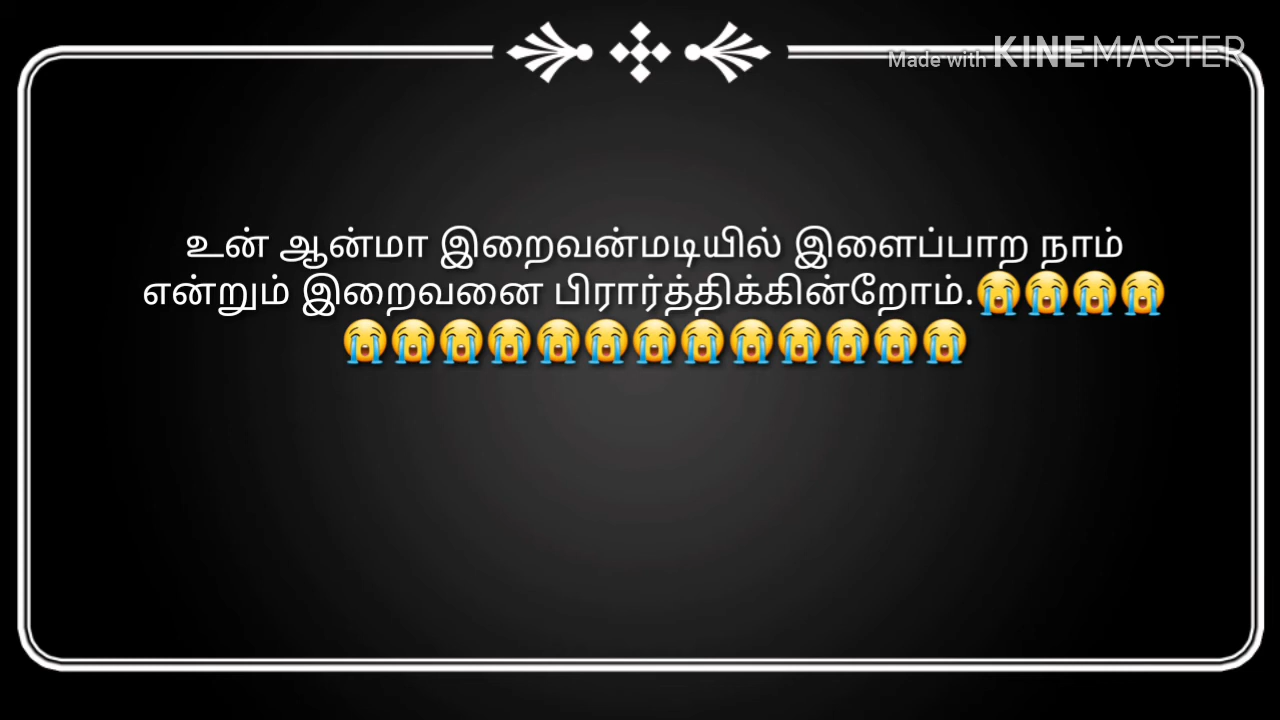 Made with KINEMASTER
உன் ஆன்மா இறைவன்மடியில் இளைப்பாற நாம்
என்றும் இறைவனை பிரார்த்திக்கின்றோம்.😭😭😭😭
😭😭😭😭😭😭😭😭😭😭😭😭😭